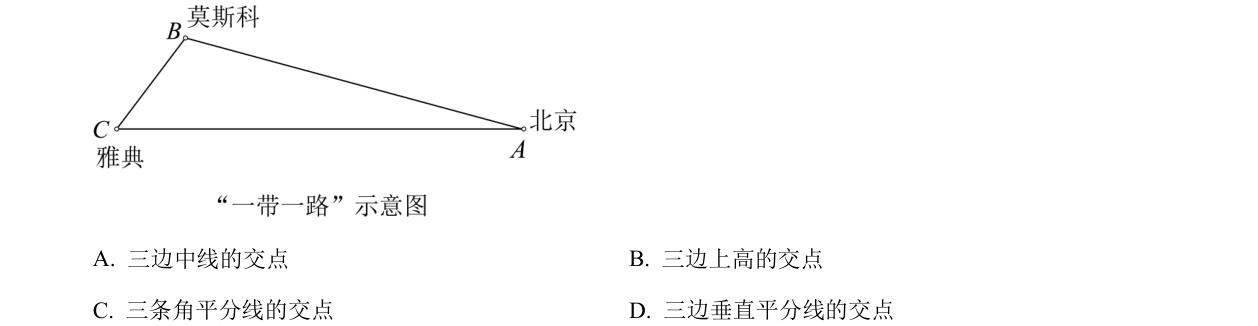 莫斯科
B
北京
C
A
雅典
“一带一路”示意图
A. 三边中线的交点 B. 三边上高的交点
C. 三条角平分线的交点 D. 三边垂直平分线的交点